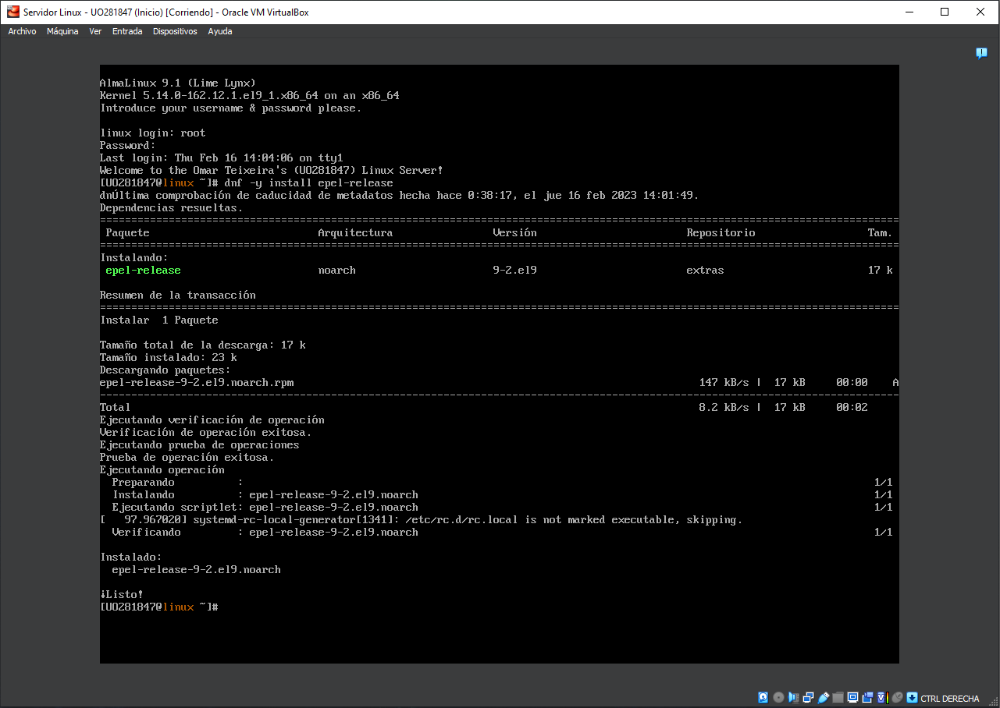 Servidor Linux - UO281847 (Inicio) [Corriendo] - Oracle VM VirtualBox
Archivo Máquina Ver Entrada Dispositivos Ayuda
AlmaLinux 9.1 (Lime Lynx)
Kernel 5.14.0-162.12.1.el9_1.x86_64 on an x86_64
Introduce your username & password please.
linux login: root
Password:
Last login: Thu Feb 16 14:04:06 on tty1
Welcome to the Omar Teixeira's (UO281847) Linux Server!
[UO281847@linux ~]# dnf -y install epel-release
dnÚltima comprobación de caducidad de metadatos hecha hace 0:38:17, el jue 16 feb 2023 14:01:49.
Dependencias resueltas.
================================================================================================================================
Paquete Arquitectura Versión Repositorio Tam.
================================================================================================================================
Instalando:
epel-release noarch 9-2.el9 extras 17 k
Resumen de la transacción
================================================================================================================================
Instalar 1 Paquete
Tamaño total de la descarga: 17 k
Tamaño instalado: 23 k
Descargando paquetes:
epel-release-9-2.el9.noarch.rpm 147 kB/s | 17 kB 00:00 A
--------------------------------------------------------------------------------------------------------------------------------
Total 8.2 kB/s | 17 kB 00:02
Ejecutando verificación de operación
Verificación de operación exitosa.
Ejecutando prueba de operaciones
Prueba de operación exitosa.
Ejecutando operación
Preparando : 1/1
Instalando : epel-release-9-2.el9.noarch 1/1
Ejecutando scriptlet: epel-release-9-2.el9.noarch 1/1
[ 97.967020] systemd-rc-local-generator[1341]: /etc/rc.d/rc.local is not marked executable, skipping.
Verificando : epel-release-9-2.el9.noarch 1/1
Instalado:
epel-release-9-2.el9.noarch
¡Listo!
[UO281847@linux ~]#
CTRL DERECHA